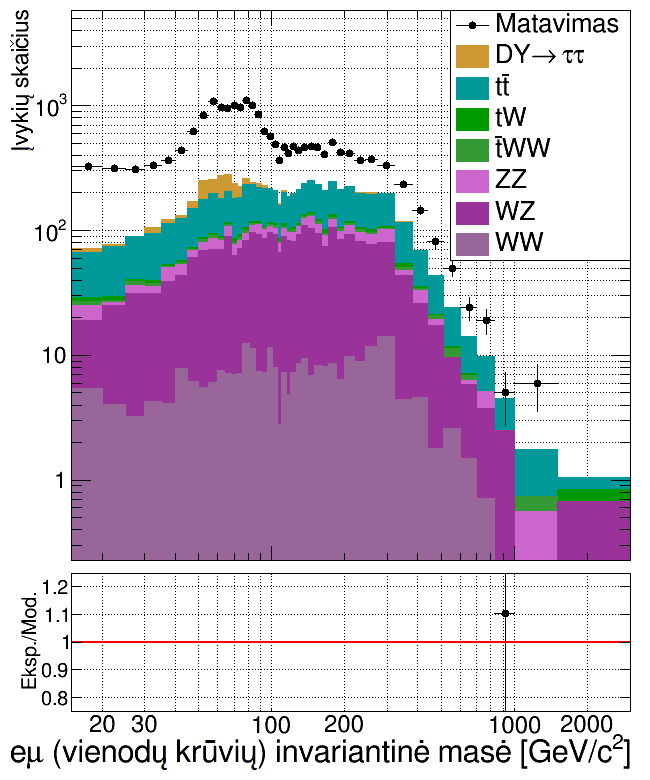 Įvykių skaičius
Matavimas
DY→ ττ
tt̄
tW
t̄WW
ZZ
WZ
WW
10³
10²
10
1
Eksp./Mod.
1.2
1.1
1
0.9
0.8
20 30 100 200 1000 2000
eμ (vienodų krūvių) invariantinė masė [GeV/c²]